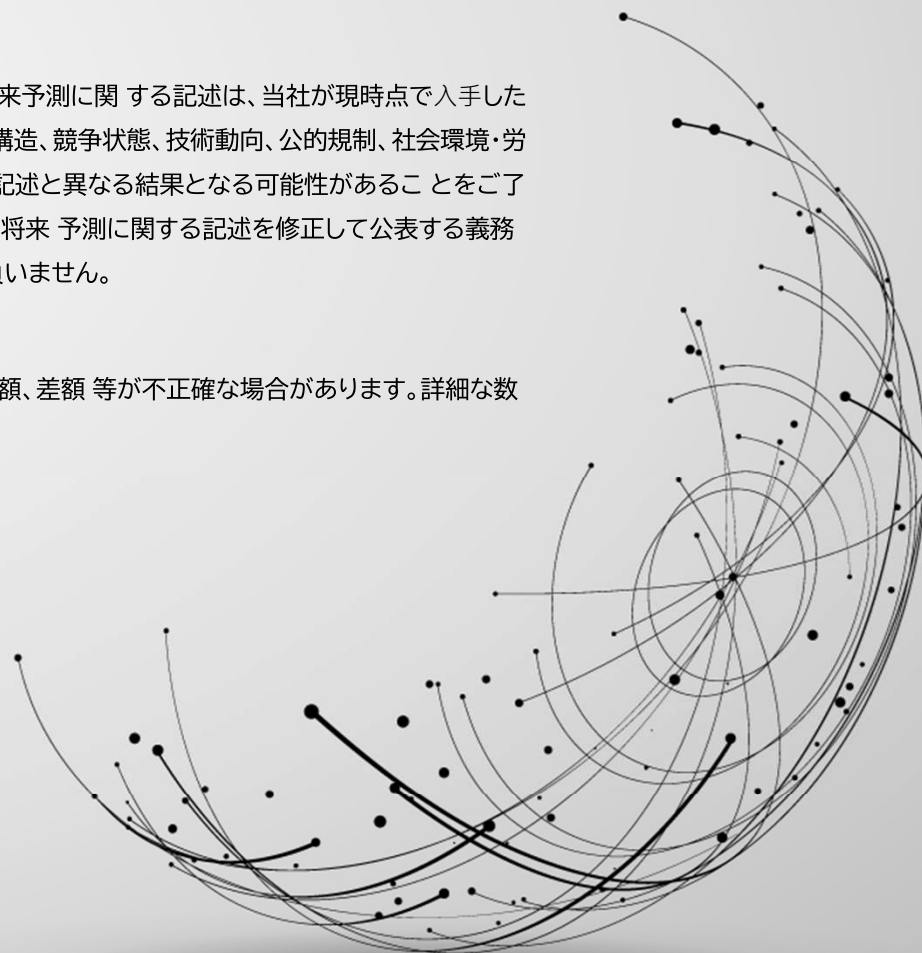 来予測に関 する記述は、当社が現時点で入手した
構造、競争状態、技術動向、公的規制、社会環境・労
記述と異なる結果となる可能性があるこ とをご了
将来 予測に関する記述を修正して公表する義務
いません。
額、差額 等が不正確な場合があります。詳細な数